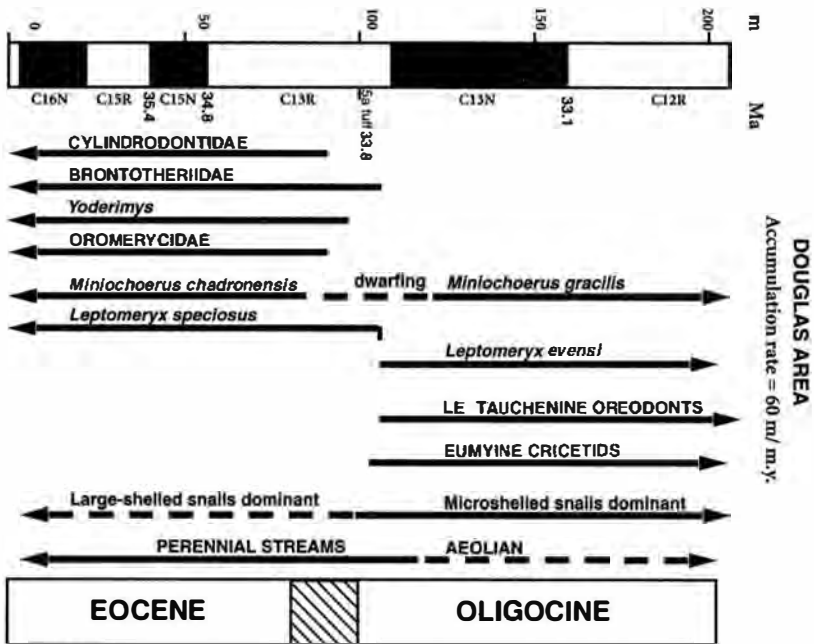 0 50 100 150 200 m
C16N C15R 35.4 C15N 34.8 C13R 5a tuff 33.8 C13N 33.1 C12R Ma
CYLINDRODONTIDAE
BRONTOTHERIIDAE
Yoderimys
OROMERYCIDAE
Miniochoerus chadronensis dwarfing Miniochoerus gracilis
Leptomeryx speciosus
Leptomeryx evensi
LE TAUCHENINE OREODONTS
EUMYINE CRICETIDS
Large-shelled snails dominant Microshelled snails dominant
PERENNIAL STREAMS AEOLIAN
EOCENE OLIGOCINE
DOUGLAS AREA
Accumulation rate = 60 m/ m.y.